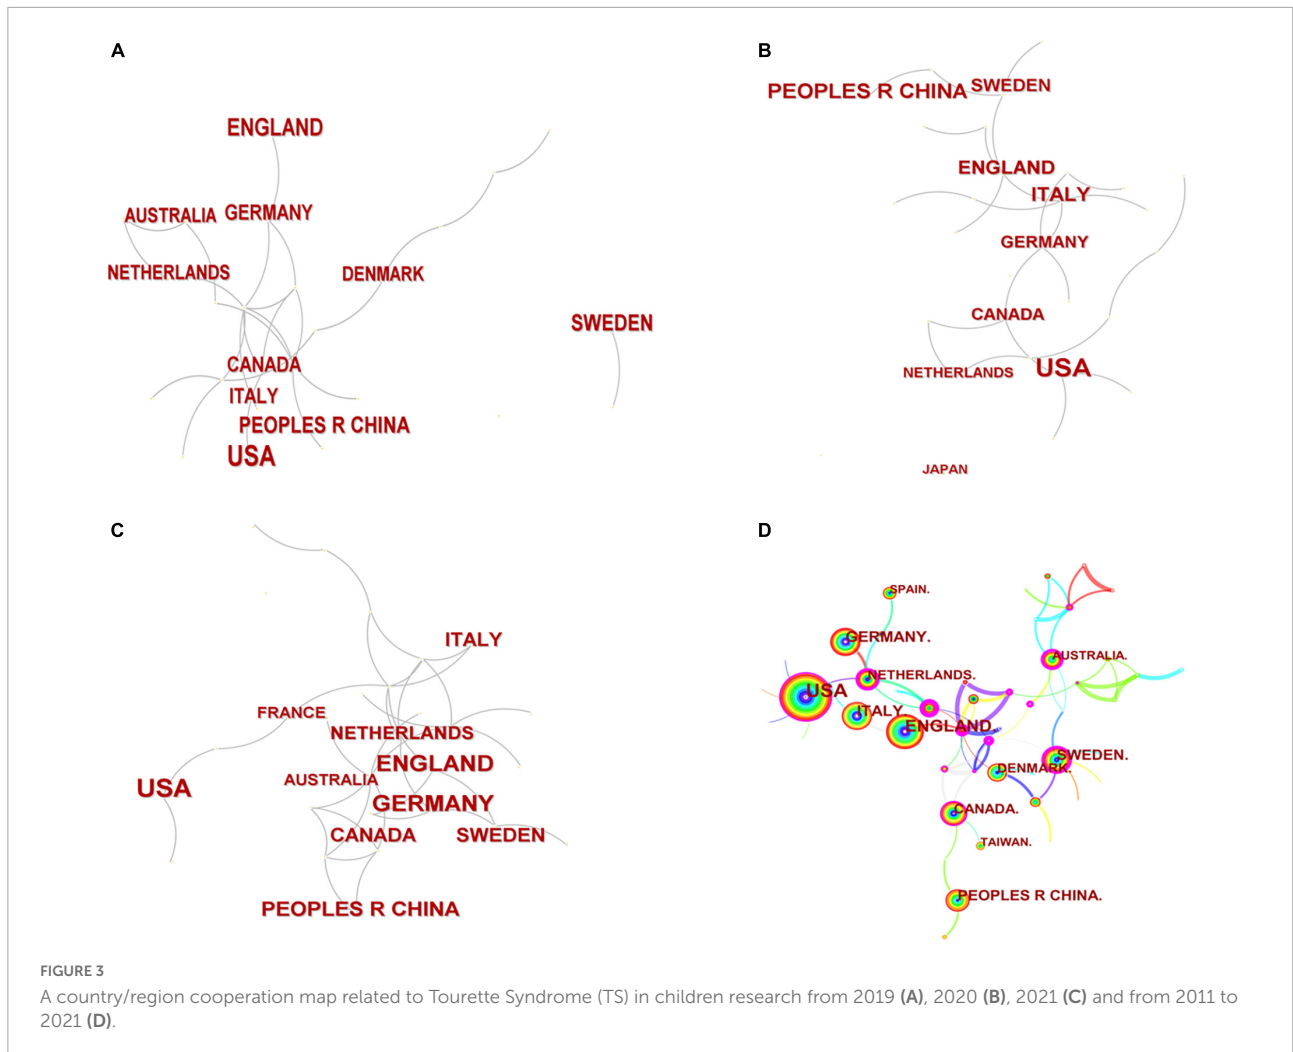 A
ENGLAND
AUSTRALIA
GERMANY
NETHERLANDS
DENMARK
SWEDEN
CANADA
ITALY
PEOPLES R CHINA
USA
B
PEOPLES R CHINA
SWEDEN
ENGLAND
ITALY
GERMANY
CANADA
NETHERLANDS
USA
JAPAN
C
ITALY
FRANCE
NETHERLANDS
ENGLAND
AUSTRALIA
USA
GERMANY
CANADA
SWEDEN
PEOPLES R CHINA
D
SPAIN.
GERMANY.
AUSTRALIA.
NETHERLANDS.
USA
ITALY.
ENGLAND.
SWEDEN.
DENMARK.
CANADA.
TAIWAN.
PEOPLES R CHINA.
FIGURE 3
A country/region cooperation map related to Tourette Syndrome (TS) in children research from 2019 (A), 2020 (B), 2021 (C) and from 2011 to
2021 (D).